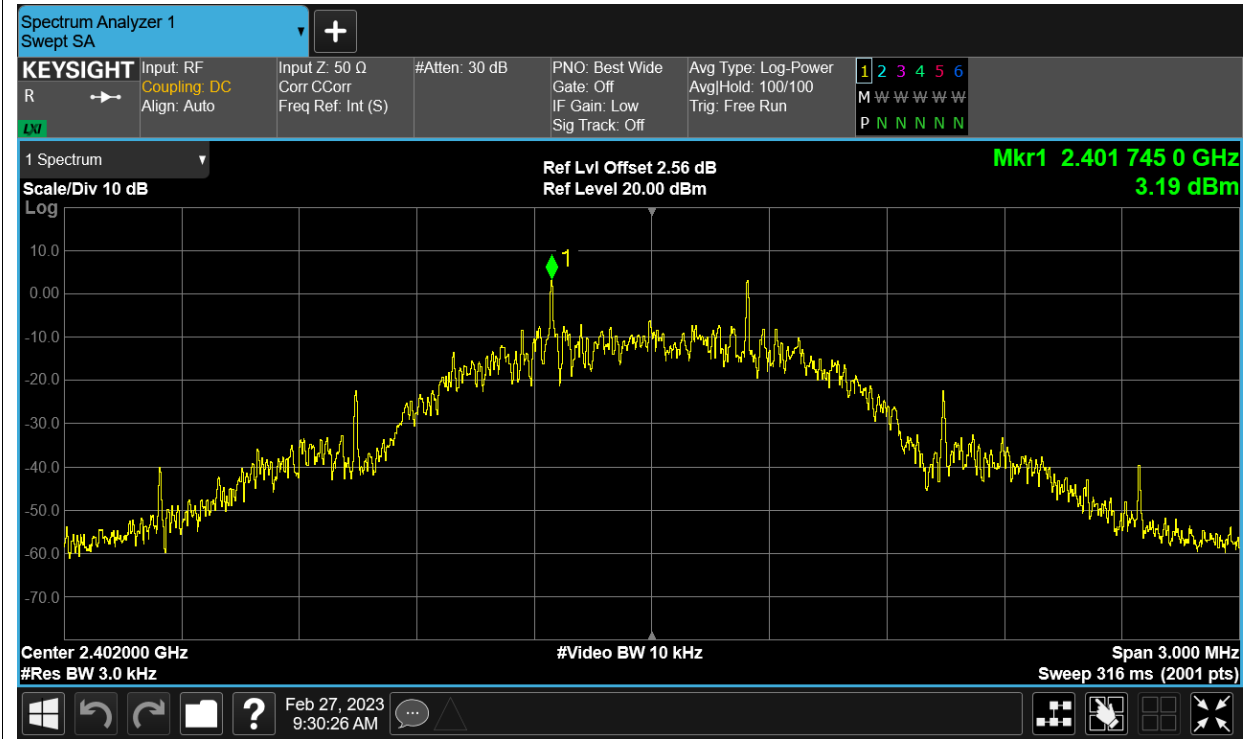 Spectrum Analyzer 1
Swept SA
KEYSIGHT
R
LXI
Input: RF
Coupling: DC
Align: Auto
Input Z: 50 Ω
Corr CCorr
Freq Ref: Int (S)
#Atten: 30 dB
PNO: Best Wide
Gate: Off
IF Gain: Low
Sig Track: Off
Avg Type: Log-Power
Avg|Hold: 100/100
Trig: Free Run
1 2 3 4 5 6
M W W W W W W
P N N N N N N
1 Spectrum
Scale/Div 10 dB
Log
Ref Lvl Offset 2.56 dB
Ref Level 20.00 dBm
Mkr1 2.401 745 0 GHz
3.19 dBm
1
10.0
0.00
-10.0
-20.0
-30.0
-40.0
-50.0
-60.0
-70.0
Center 2.402000 GHz
#Res BW 3.0 kHz
#Video BW 10 kHz
Span 3.000 MHz
Sweep 316 ms (2001 pts)
?
Feb 27, 2023
9:30:26 AM